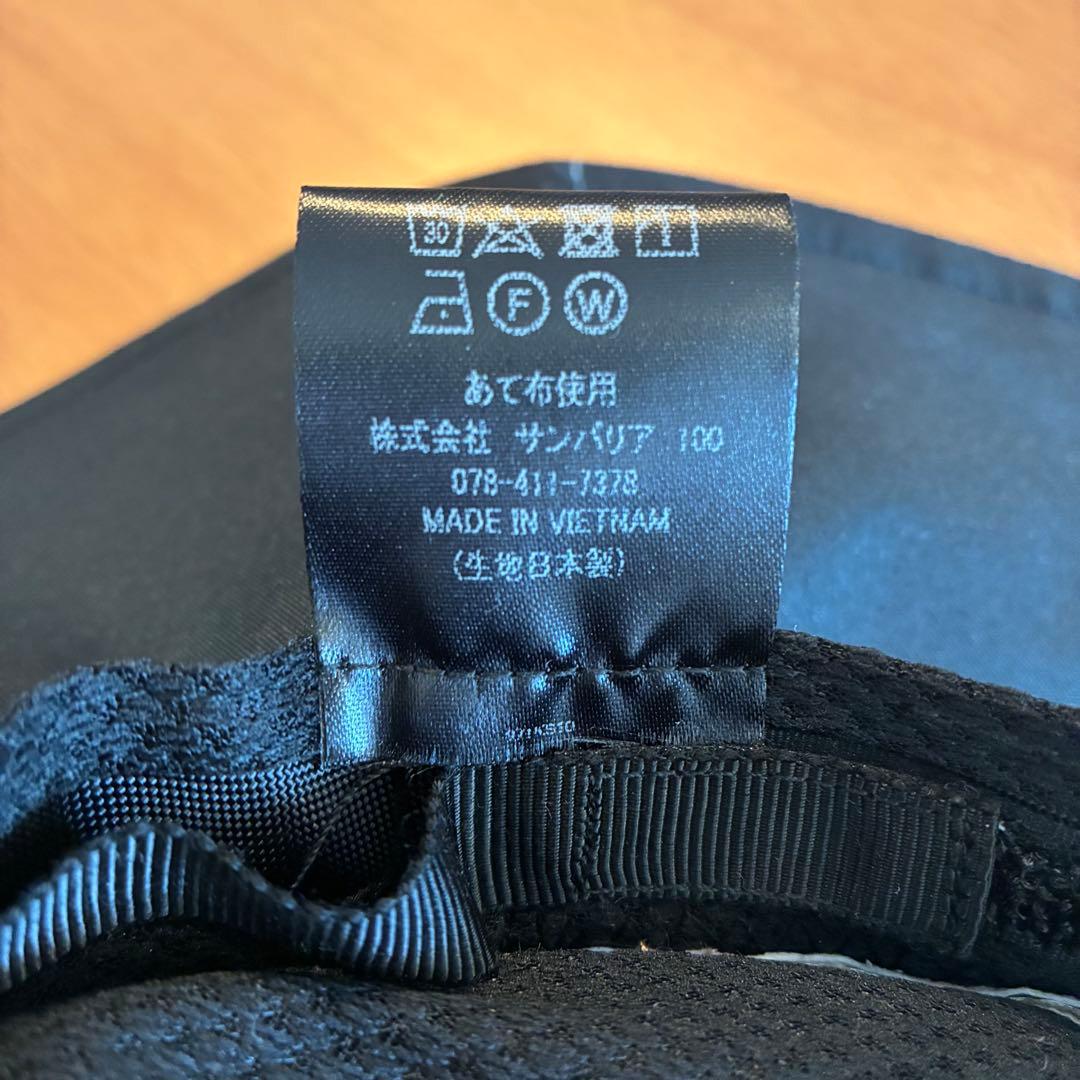 30
F W
あて布使用
株式会社 サンバリア 100
078-411-7378
MADE IN VIETNAM
(生地日本製)